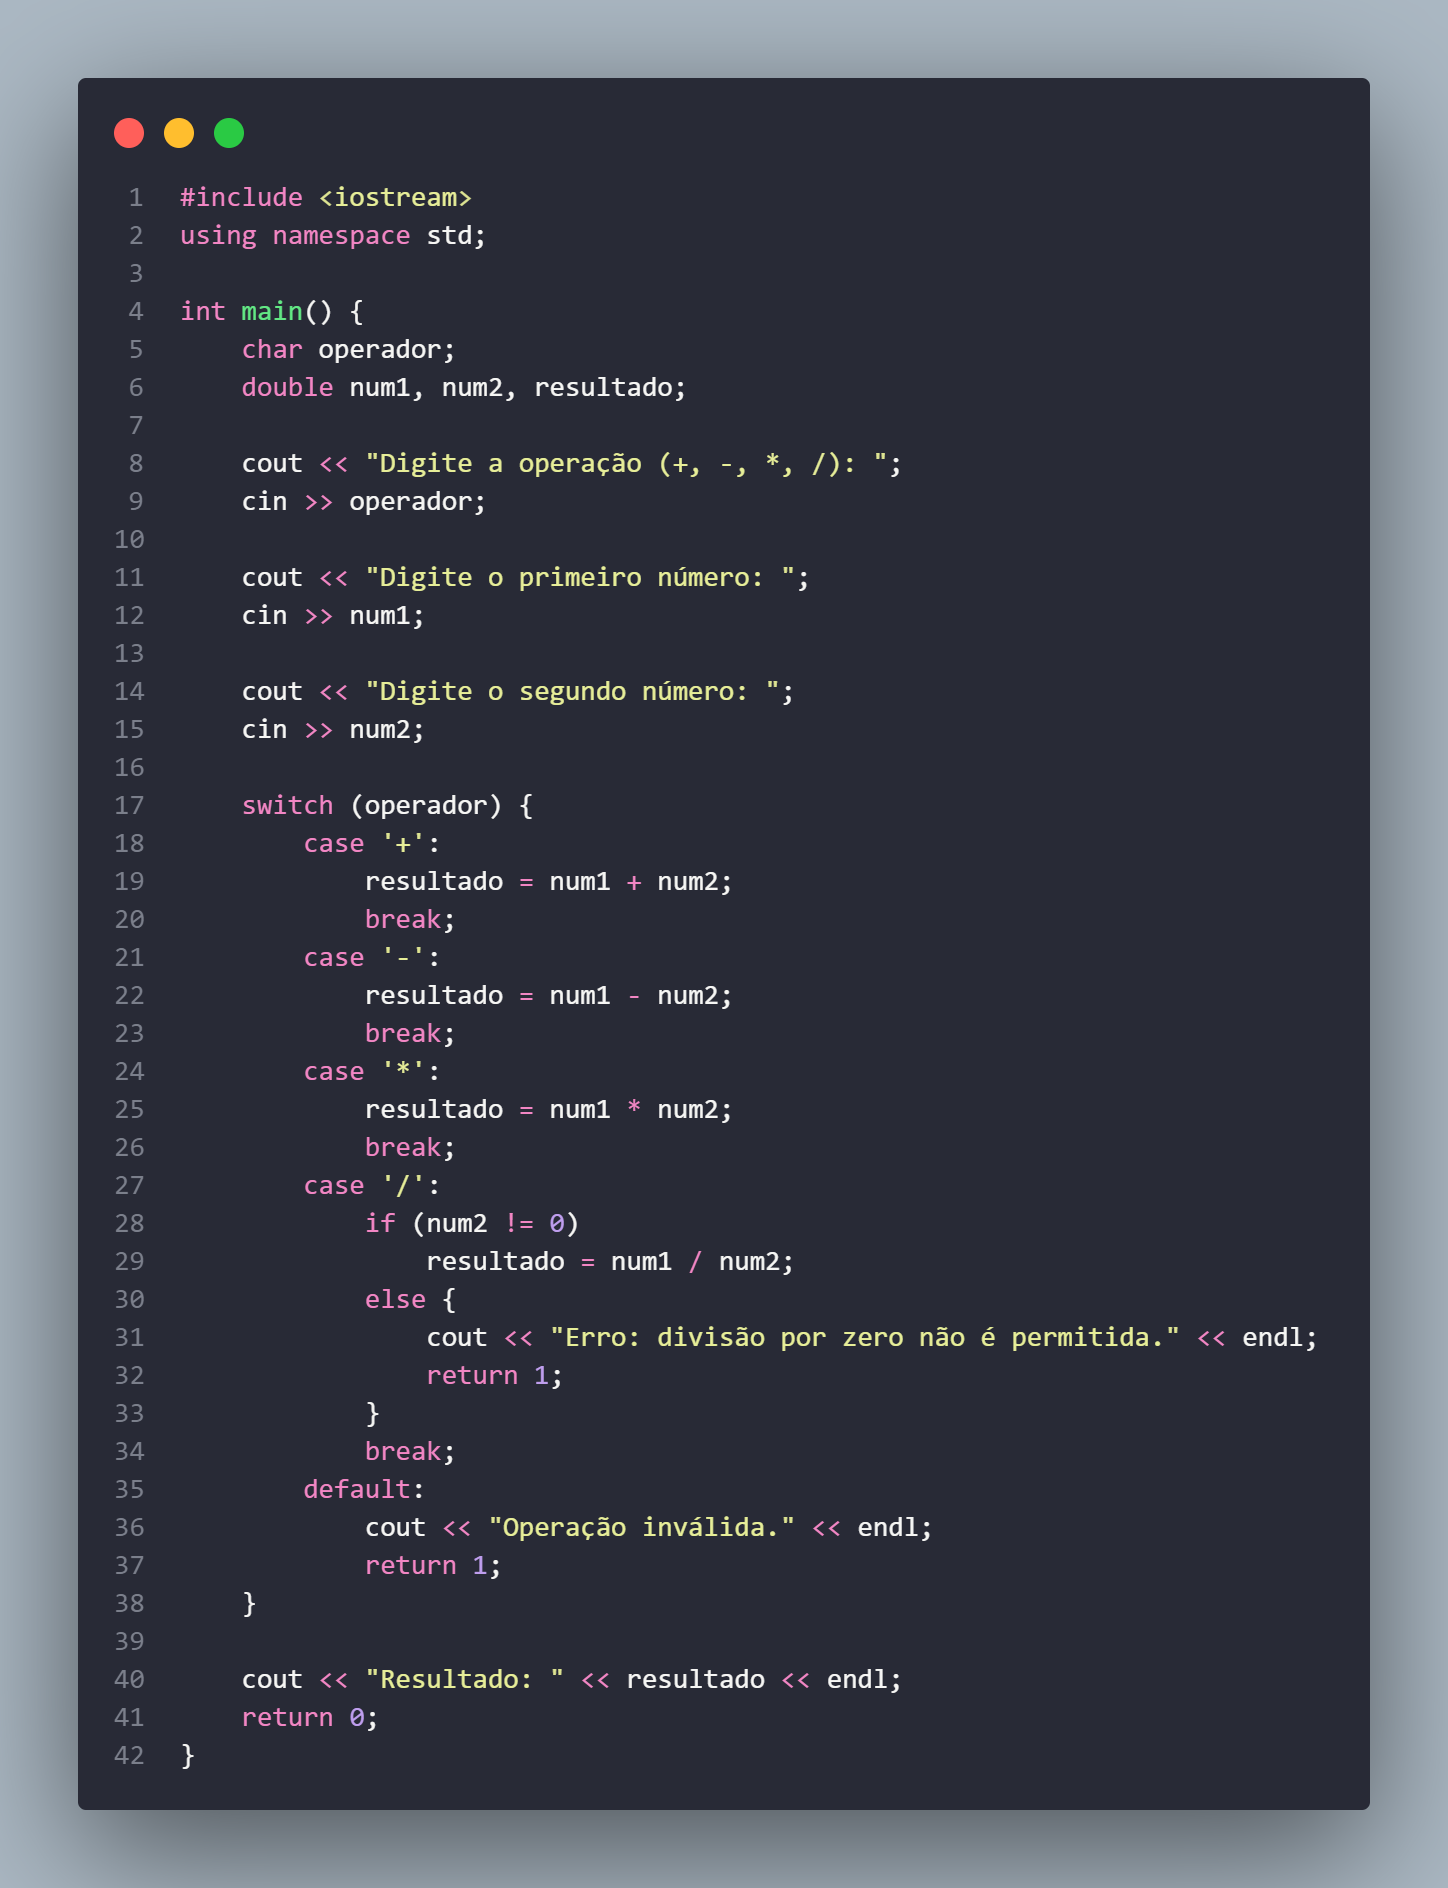 1 #include <iostream>
2 using namespace std;
3
4 int main() {
5     char operador;
6     double num1, num2, resultado;
7
8     cout << "Digite a operação (+, -, *, /): ";
9     cin >> operador;
10
11     cout << "Digite o primeiro número: ";
12     cin >> num1;
13
14     cout << "Digite o segundo número: ";
15     cin >> num2;
16
17     switch (operador) {
18         case '+':
19             resultado = num1 + num2;
20             break;
21         case '-':
22             resultado = num1 - num2;
23             break;
24         case '*':
25             resultado = num1 * num2;
26             break;
27         case '/':
28             if (num2 != 0)
29                 resultado = num1 / num2;
30             else {
31                 cout << "Erro: divisão por zero não é permitida." << endl;
32                 return 1;
33             }
34             break;
35         default:
36             cout << "Operação inválida." << endl;
37             return 1;
38     }
39
40     cout << "Resultado: " << resultado << endl;
41     return 0;
42 }